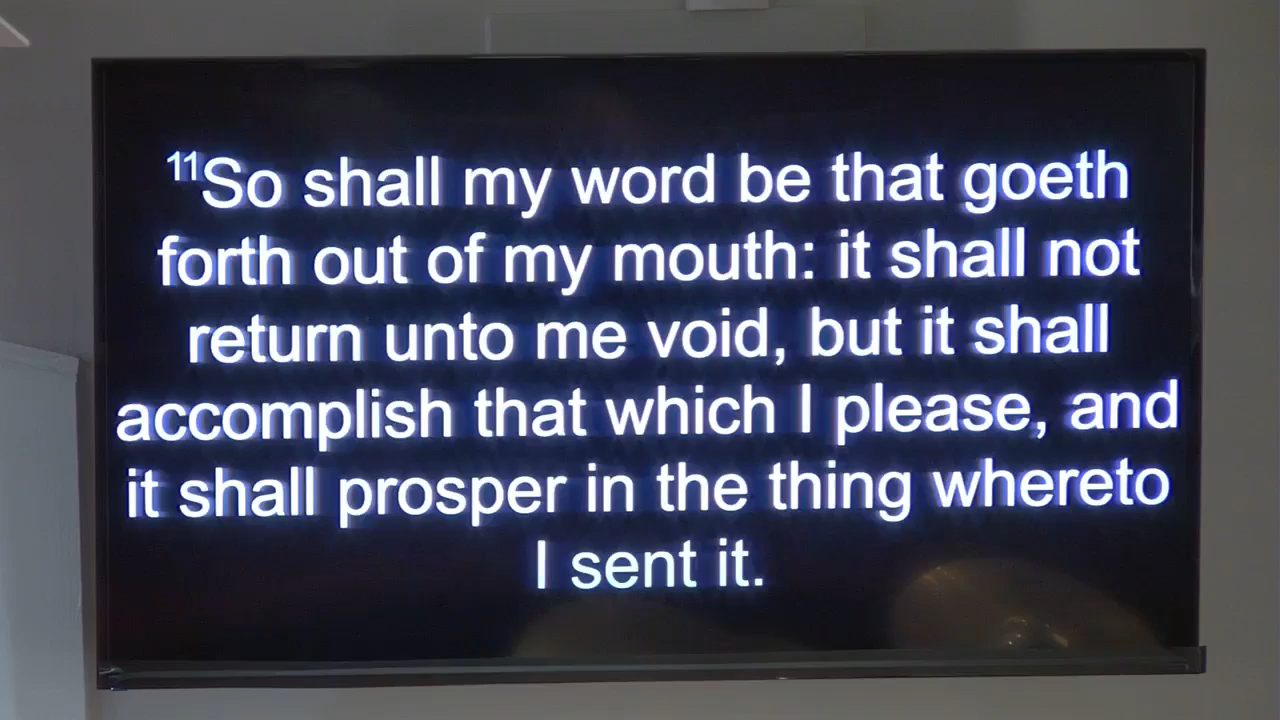 11So shall my word be that goeth
forth out of my mouth: it shall not
return unto me void, but it shall
accomplish that which I please, and
it shall prosper in the thing whereto
I sent it.